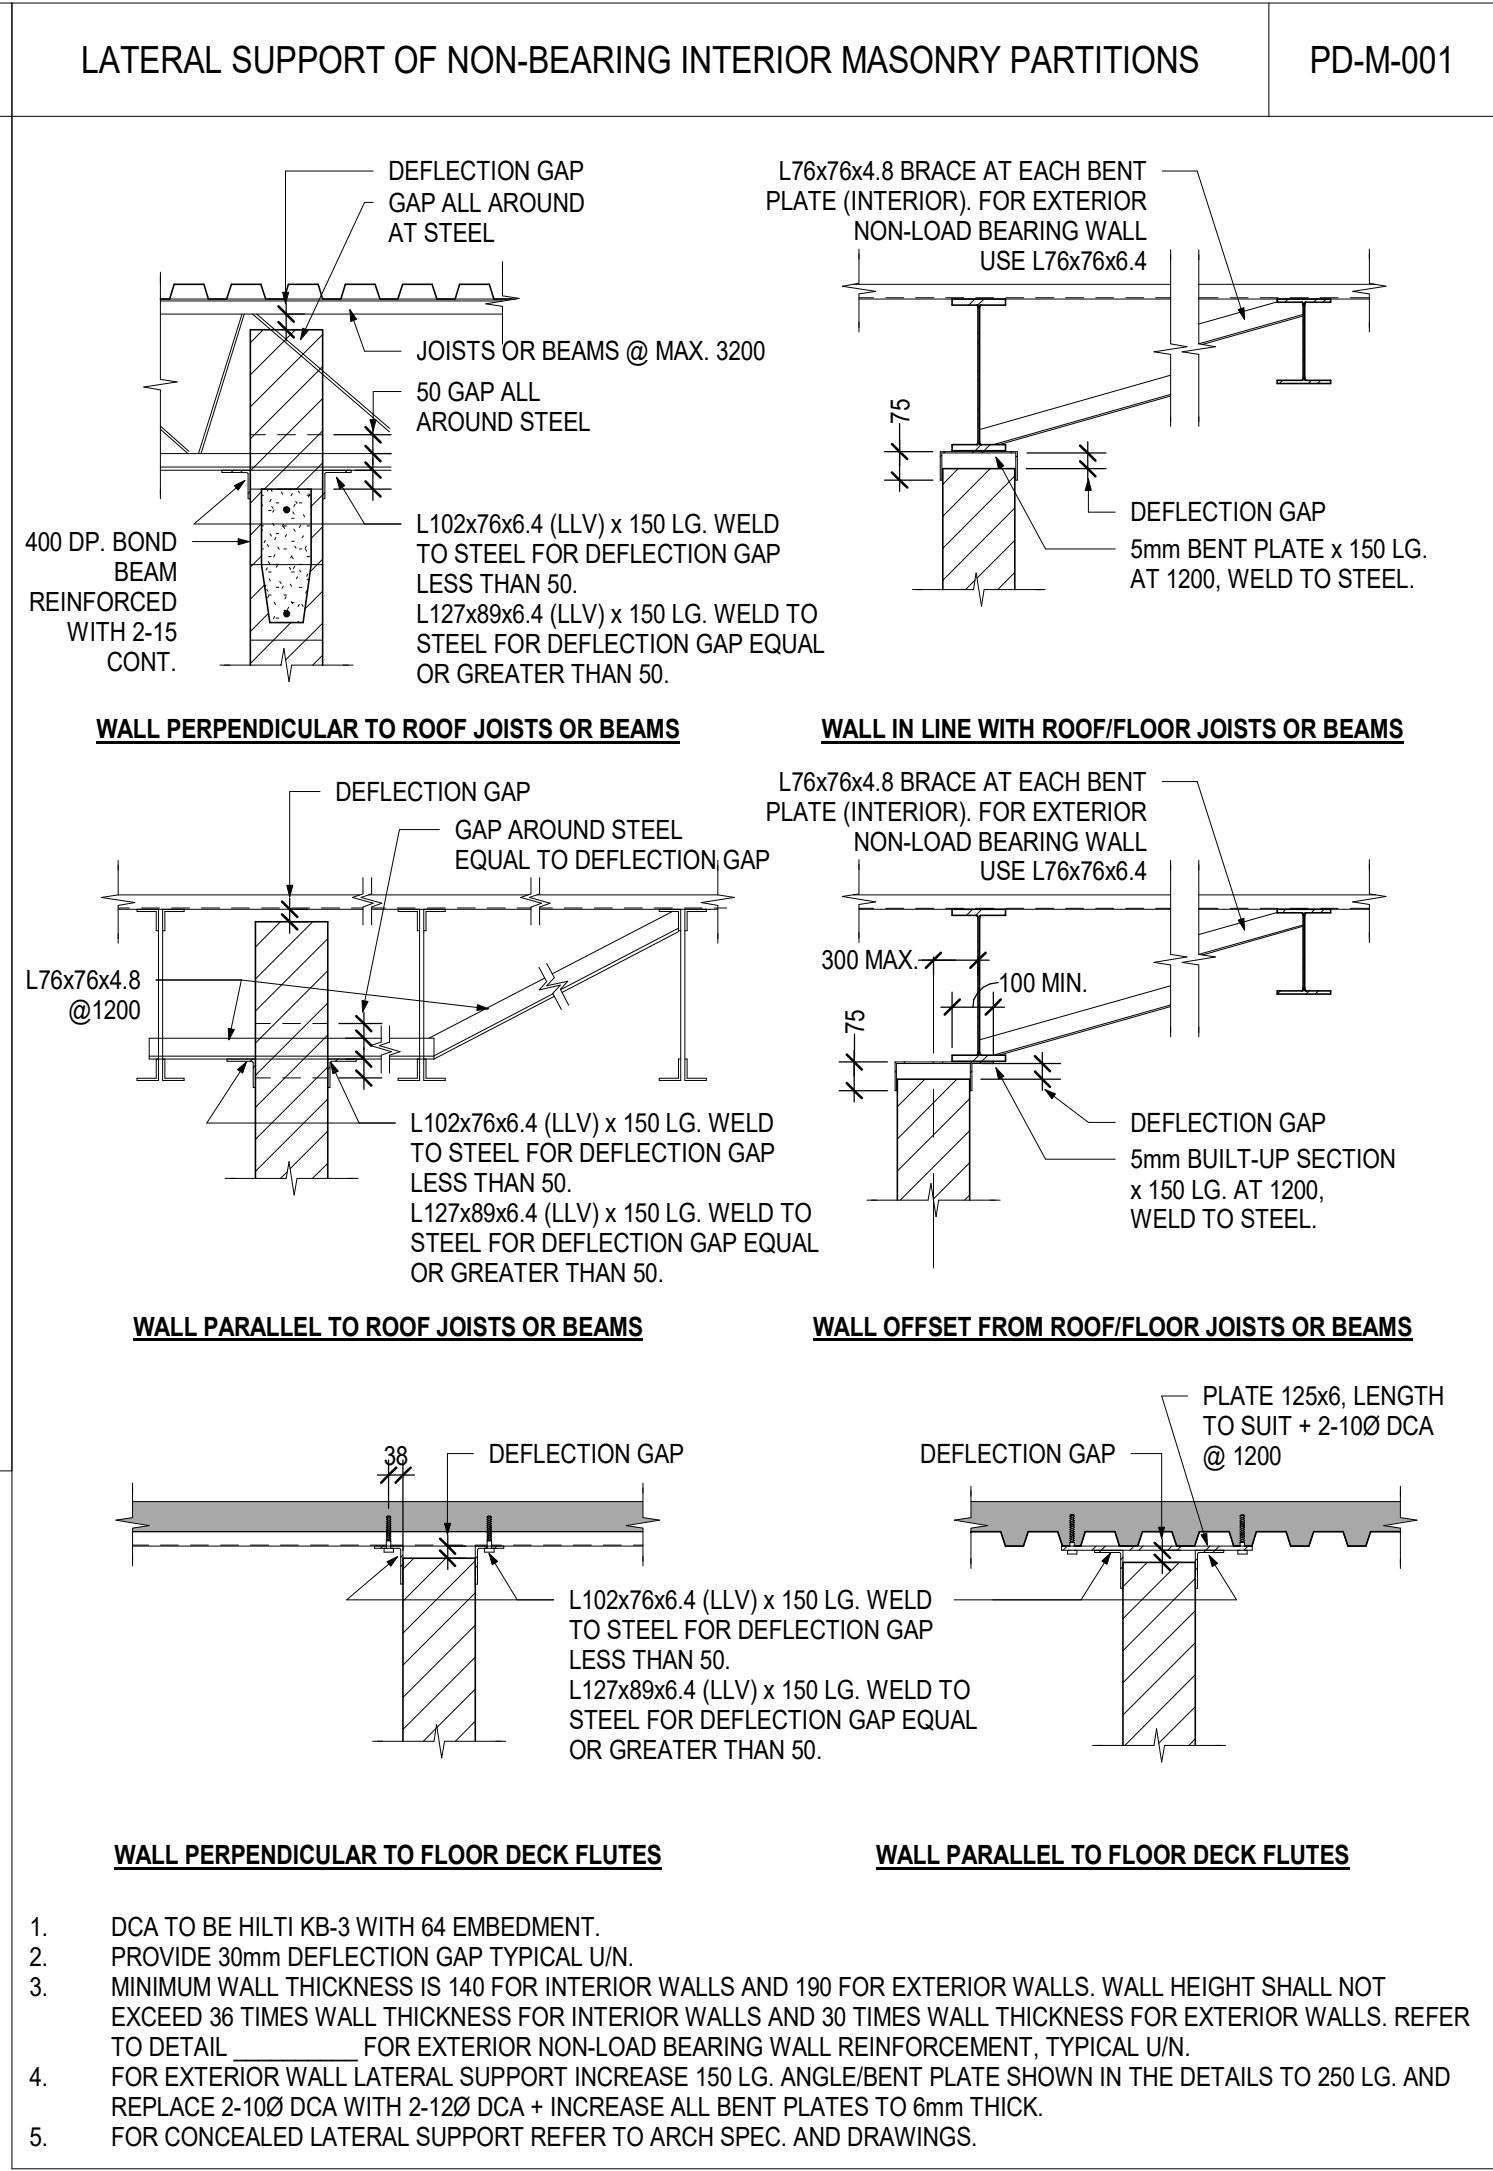 LATERAL SUPPORT OF NON-BEARING INTERIOR MASONRY PARTITIONS
PD-M-001
DEFLECTION GAP
GAP ALL AROUND
AT STEEL
JOISTS OR BEAMS @ MAX. 3200
50 GAP ALL
AROUND STEEL
400 DP. BOND
BEAM
REINFORCED
WITH 2-15
CONT.
L102x76x6.4 (LLV) x 150 LG. WELD
TO STEEL FOR DEFLECTION GAP
LESS THAN 50.
L127x89x6.4 (LLV) x 150 LG. WELD TO
STEEL FOR DEFLECTION GAP EQUAL
OR GREATER THAN 50.
WALL PERPENDICULAR TO ROOF JOISTS OR BEAMS
L76x76x4.8 BRACE AT EACH BENT
PLATE (INTERIOR). FOR EXTERIOR
NON-LOAD BEARING WALL
USE L76x76x6.4
75
DEFLECTION GAP
5mm BENT PLATE x 150 LG.
AT 1200, WELD TO STEEL.
WALL IN LINE WITH ROOF/FLOOR JOISTS OR BEAMS
DEFLECTION GAP
GAP AROUND STEEL
EQUAL TO DEFLECTION GAP
L76x76x4.8
@1200
L102x76x6.4 (LLV) x 150 LG. WELD
TO STEEL FOR DEFLECTION GAP
LESS THAN 50.
L127x89x6.4 (LLV) x 150 LG. WELD TO
STEEL FOR DEFLECTION GAP EQUAL
OR GREATER THAN 50.
WALL PARALLEL TO ROOF JOISTS OR BEAMS
L76x76x4.8 BRACE AT EACH BENT
PLATE (INTERIOR). FOR EXTERIOR
NON-LOAD BEARING WALL
USE L76x76x6.4
300 MAX.
100 MIN.
75
DEFLECTION GAP
5mm BUILT-UP SECTION
x 150 LG. AT 1200,
WELD TO STEEL.
WALL OFFSET FROM ROOF/FLOOR JOISTS OR BEAMS
38
DEFLECTION GAP
L102x76x6.4 (LLV) x 150 LG. WELD
TO STEEL FOR DEFLECTION GAP
LESS THAN 50.
L127x89x6.4 (LLV) x 150 LG. WELD TO
STEEL FOR DEFLECTION GAP EQUAL
OR GREATER THAN 50.
WALL PERPENDICULAR TO FLOOR DECK FLUTES
DEFLECTION GAP
PLATE 125x6, LENGTH
TO SUIT + 2-10Ø DCA
@ 1200
WALL PARALLEL TO FLOOR DECK FLUTES
1. DCA TO BE HILTI KB-3 WITH 64 EMBEDMENT.
2. PROVIDE 30mm DEFLECTION GAP TYPICAL U/N.
3. MINIMUM WALL THICKNESS IS 140 FOR INTERIOR WALLS AND 190 FOR EXTERIOR WALLS. WALL HEIGHT SHALL NOT
EXCEED 36 TIMES WALL THICKNESS FOR INTERIOR WALLS AND 30 TIMES WALL THICKNESS FOR EXTERIOR WALLS. REFER
TO DETAIL _________ FOR EXTERIOR NON-LOAD BEARING WALL REINFORCEMENT, TYPICAL U/N.
4. FOR EXTERIOR WALL LATERAL SUPPORT INCREASE 150 LG. ANGLE/BENT PLATE SHOWN IN THE DETAILS TO 250 LG. AND
REPLACE 2-10Ø DCA WITH 2-12Ø DCA + INCREASE ALL BENT PLATES TO 6mm THICK.
5. FOR CONCEALED LATERAL SUPPORT REFER TO ARCH SPEC. AND DRAWINGS.